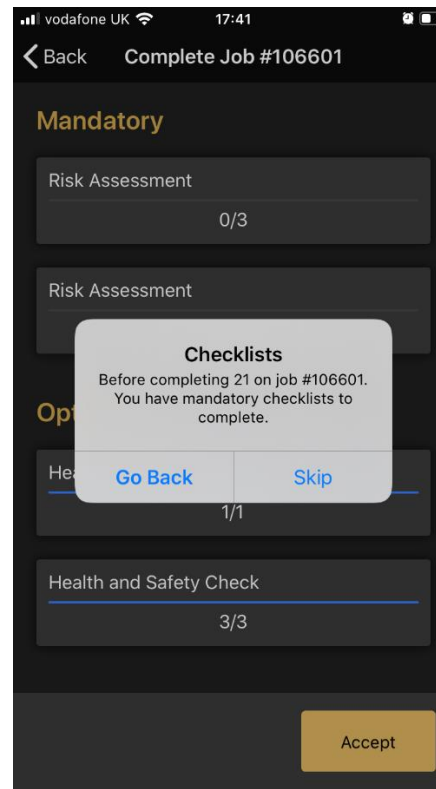 vodafone UK 17:41
Back Complete Job #106601
Mandatory
Risk Assessment
0/3
Risk Assessment
Checklists
Before completing 21 on job #106601.
You have mandatory checklists to
complete.
Go Back Skip
1/1
Health and Safety Check
3/3
Accept